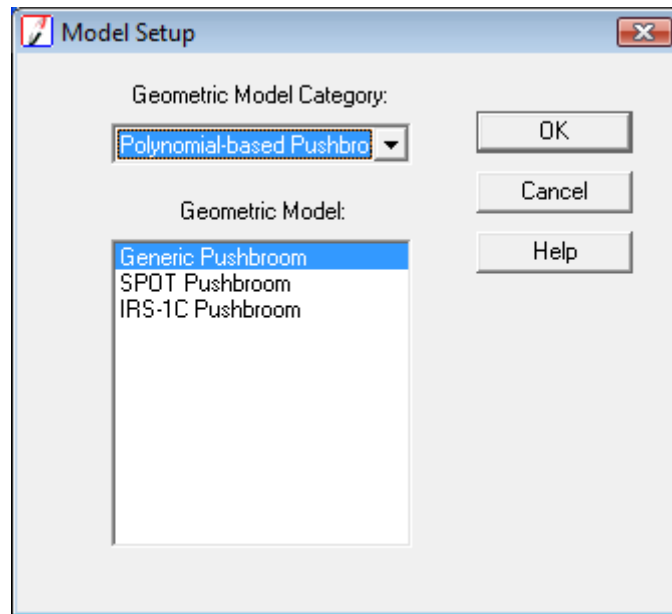 Model Setup
Geometric Model Category:
Polynomial-based Pushbro
OK
Cancel
Geometric Model:
Help
Generic Pushbroom
SPOT Pushbroom
IRS-1C Pushbroom